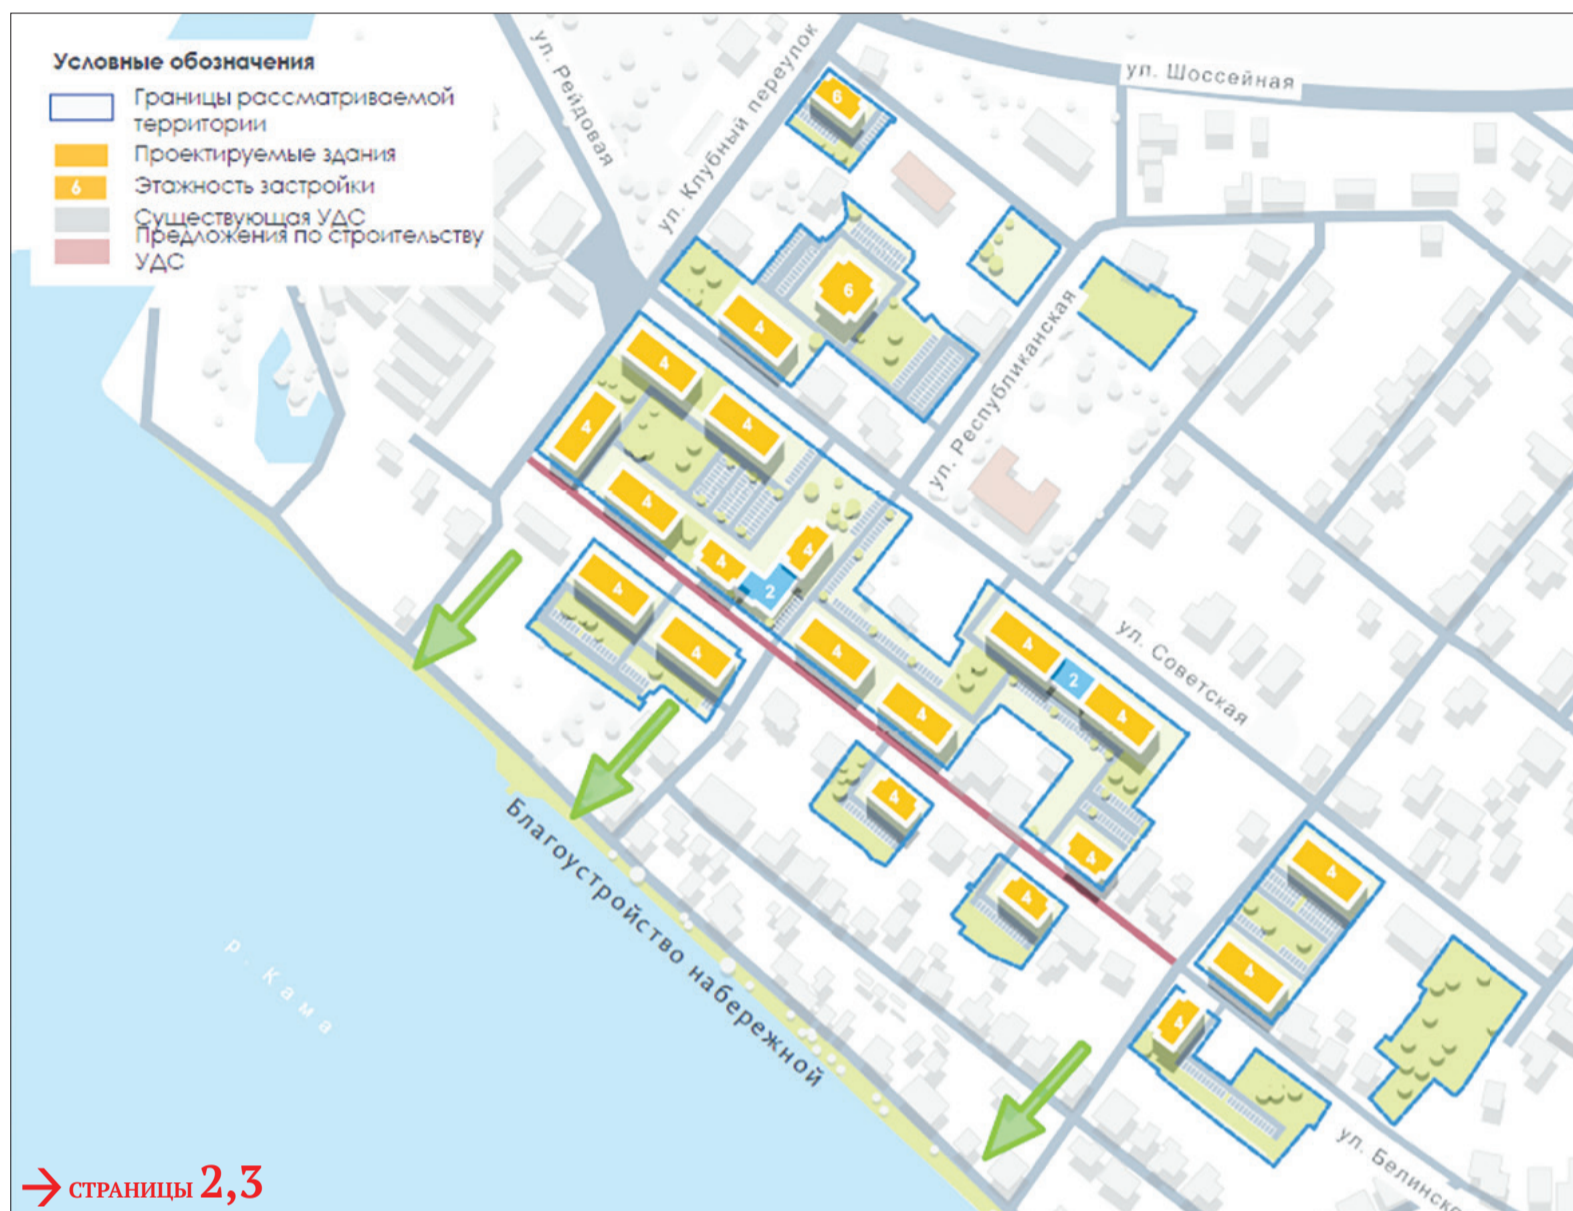 Условные обозначения
Границы рассматриваемой
территории
Проектируемые здания
6
Этажность застройки
Существующая УДС
Предложения по строительству
УДС
ул. Рейдовая
ул. Клубный переулок
ул. Шоссейная
6
6
4
4
4
4
4
4
4
2
4
4
4
4
4
2
4
4
4
4
4
4
4
ул. Республиканская
ул. Советская
Благоустройство набережной
р. Кама
ул. Белинско
СТРАНИЦЫ 2,3